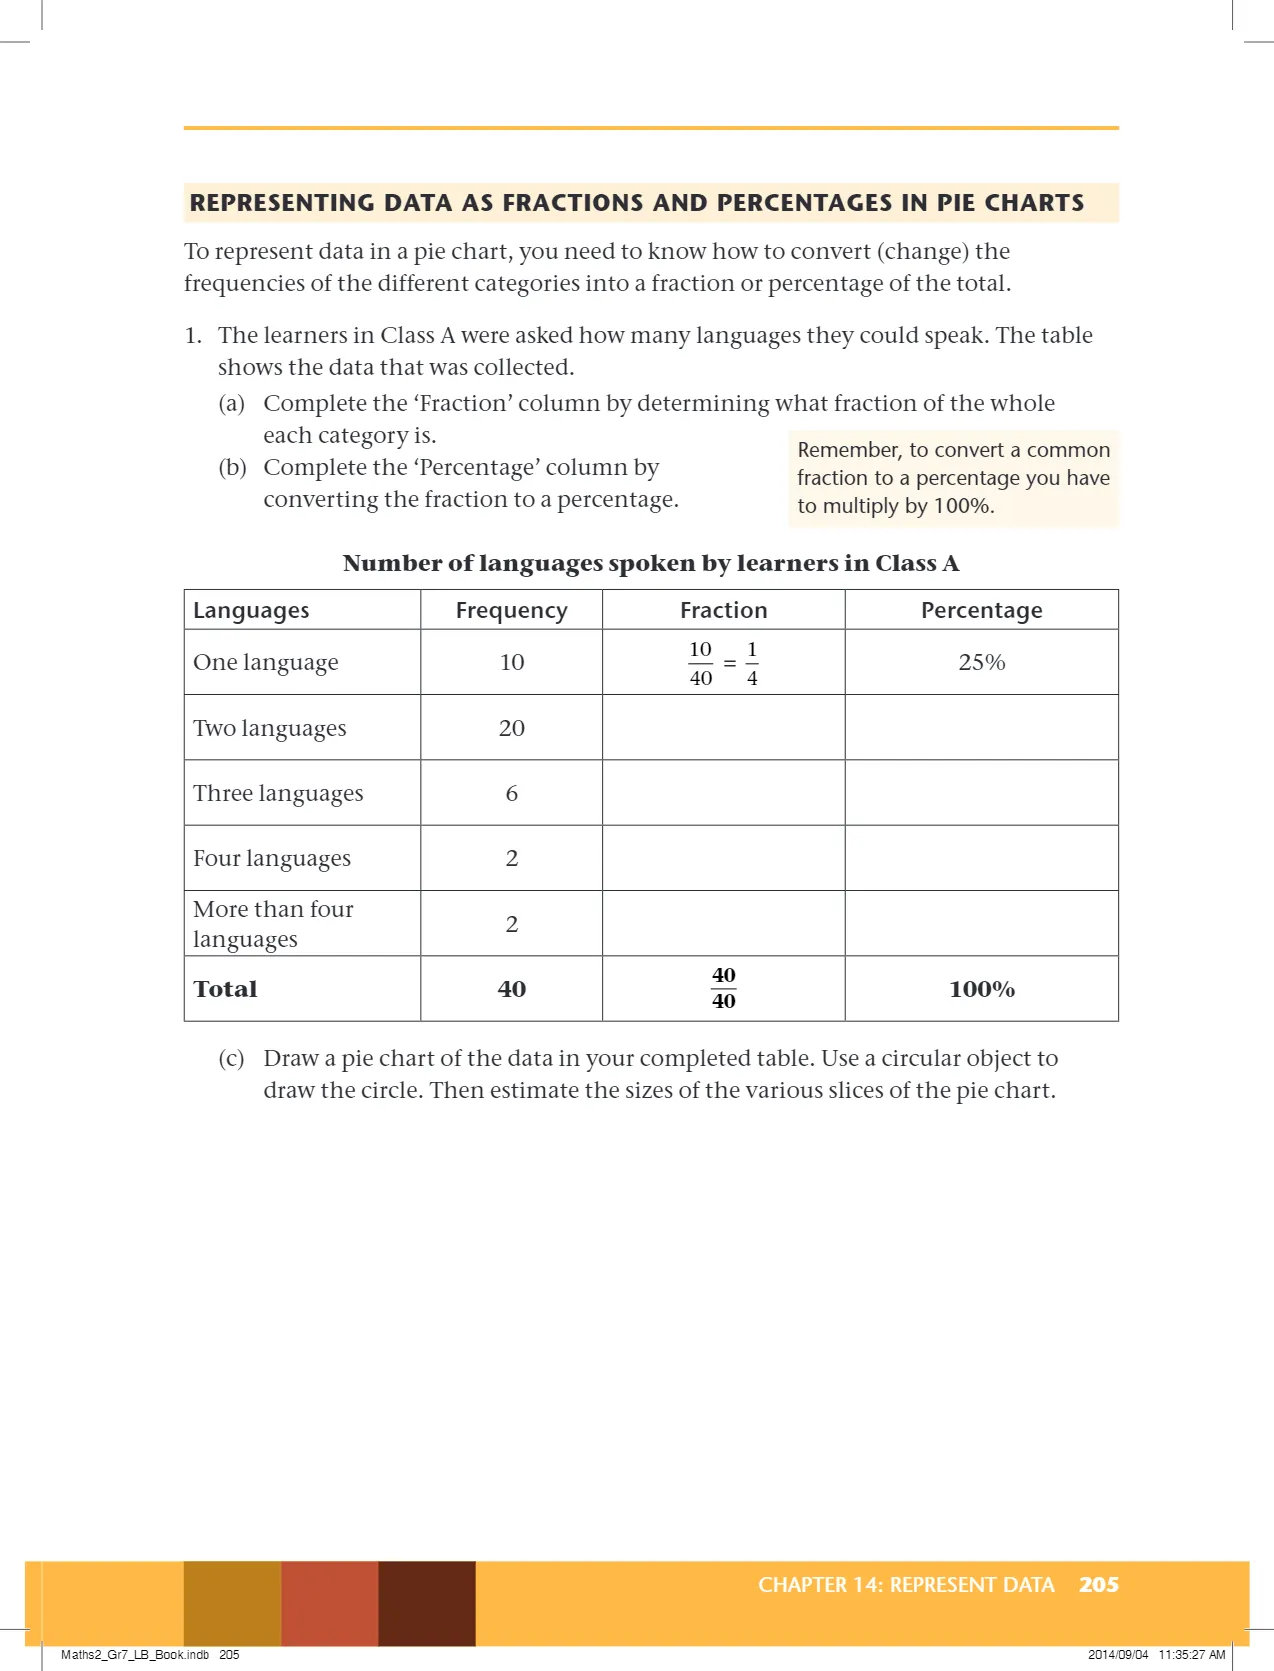 REPRESENTING DATA AS FRACTIONS AND PERCENTAGES IN PIE CHARTS
To represent data in a pie chart, you need to know how to convert (change) the
frequencies of the different categories into a fraction or percentage of the total.
1. The learners in Class A were asked how many languages they could speak. The table
shows the data that was collected.
(a) Complete the ‘Fraction’ column by determining what fraction of the whole
each category is.
(b) Complete the ‘Percentage’ column by
converting the fraction to a percentage.
Remember, to convert a common
fraction to a percentage you have
to multiply by 100%.
Number of languages spoken by learners in Class A
Languages Frequency Fraction Percentage
One language 10 10/40 = 1/4 25%
Two languages 20
Three languages 6
Four languages 2
More than four
languages 2
Total 40 40/40 100%
(c) Draw a pie chart of the data in your completed table. Use a circular object to
draw the circle. Then estimate the sizes of the various slices of the pie chart.
CHAPTER 14: REPRESENT DATA 205
Maths2_Gr7_LB_Book.indb 205 2014/09/04 11:35:27 AM